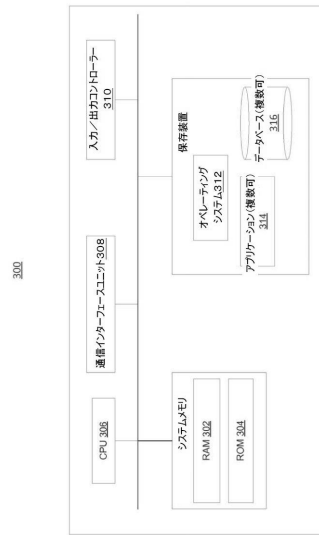 300
CPU 306
通信インターフェースユニット308
入力／出力コントローラー
310
システムメモリ
RAM 302
ROM 304
保存装置
オペレーティング
システム312
アプリケーション(複数可)
314
データベース(複数可)
316